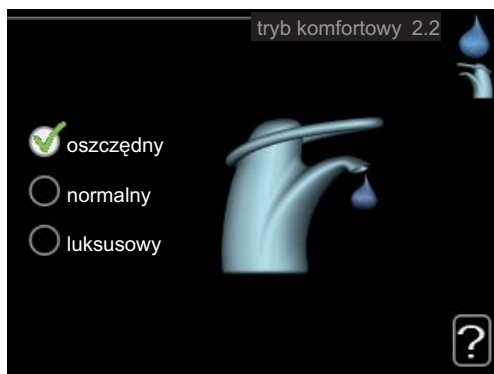 tryb komfortowy 2.2
oszczędny
normalny
luksusowy
?